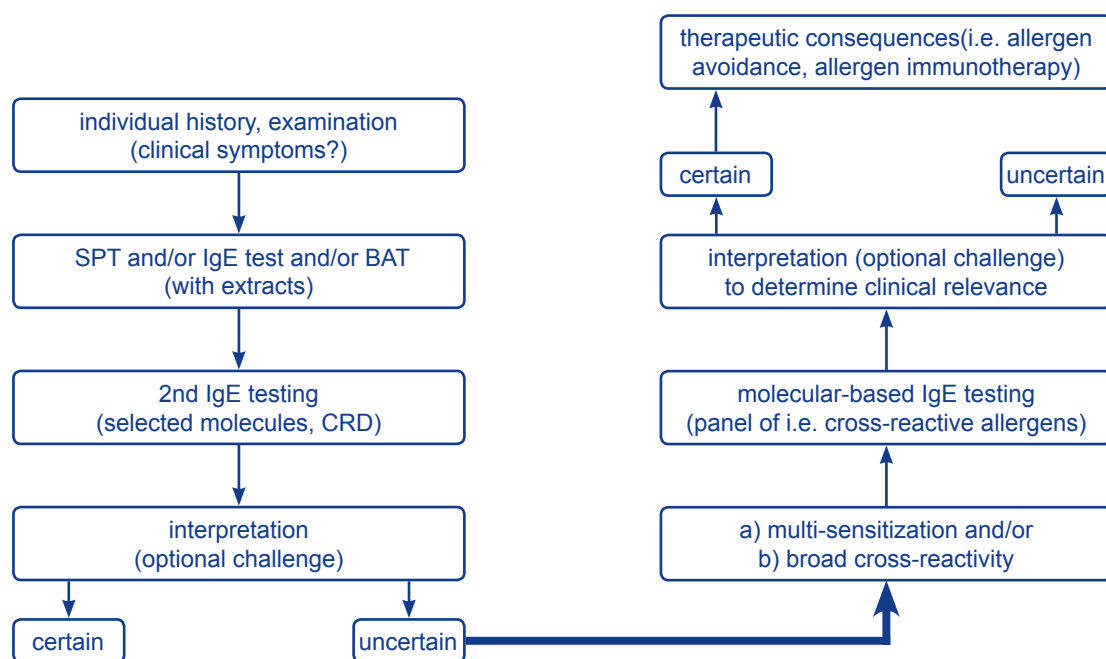 individual history, examination
(clinical symptoms?)
SPT and/or IgE test and/or BAT
(with extracts)
2nd IgE testing
(selected molecules, CRD)
interpretation
(optional challenge)
certain
uncertain
a) multi-sensitization and/or
b) broad cross-reactivity
molecular-based IgE testing
(panel of i.e. cross-reactive allergens)
interpretation (optional challenge)
to determine clinical relevance
certain
uncertain
therapeutic consequences(i.e. allergen
avoidance, allergen immunotherapy)